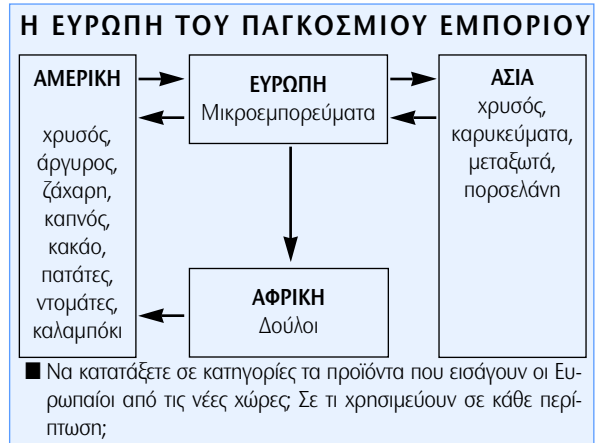 Η ΕΥΡΩΠΗ ΤΟΥ ΠΑΓΚΟΣΜΙΟΥ ΕΜΠΟΡΙΟΥ
ΑΜΕΡΙΚΗ
χρυσός,
άργυρος,
ζάχαρη,
καπνός,
κακάο,
πατάτες,
ντομάτες,
καλαμπόκι
ΕΥΡΩΠΗ
Μικροεμπορεύματα
ΑΣΙΑ
χρυσός,
καρυκεύματα,
μεταξωτά,
πορσελάνη
ΑΦΡΙΚΗ
Δούλοι
■ Να κατατάξετε σε κατηγορίες τα προϊόντα που εισάγουν οι Ευ-
ρωπαίοι από τις νέες χώρες; Σε τι χρησιμεύουν σε κάθε περί-
πτωση;